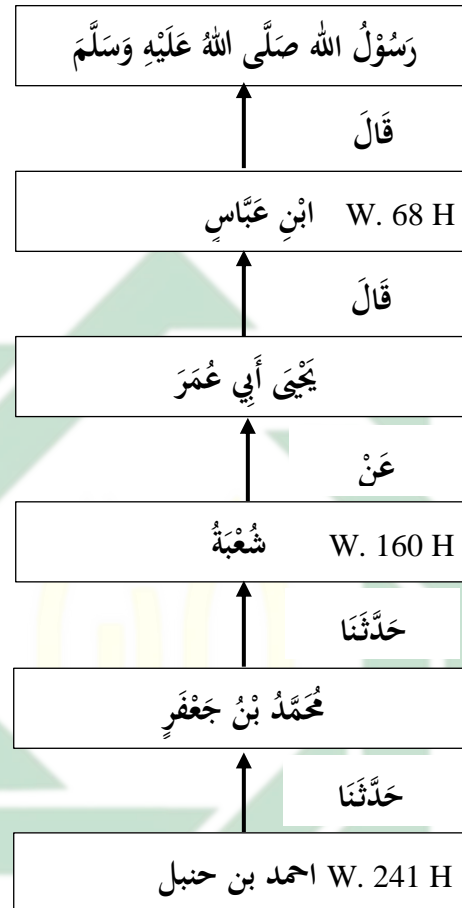 رَسُوْلُ الله صَلَّى اللهُ عَلَيْهِ وَسَلَّمَ
قَالَ
ابْنِ عَبَّاسٍ W. 68 H
قَالَ
يَحْيَى أَبِي عُمَرَ
عَنْ
شُعْبَةُ W. 160 H
حَدَّثَنَا
مُحَمَّدُ بْنُ جَعْفَرٍ
حَدَّثَنَا
احمد بن حنبل W. 241 H